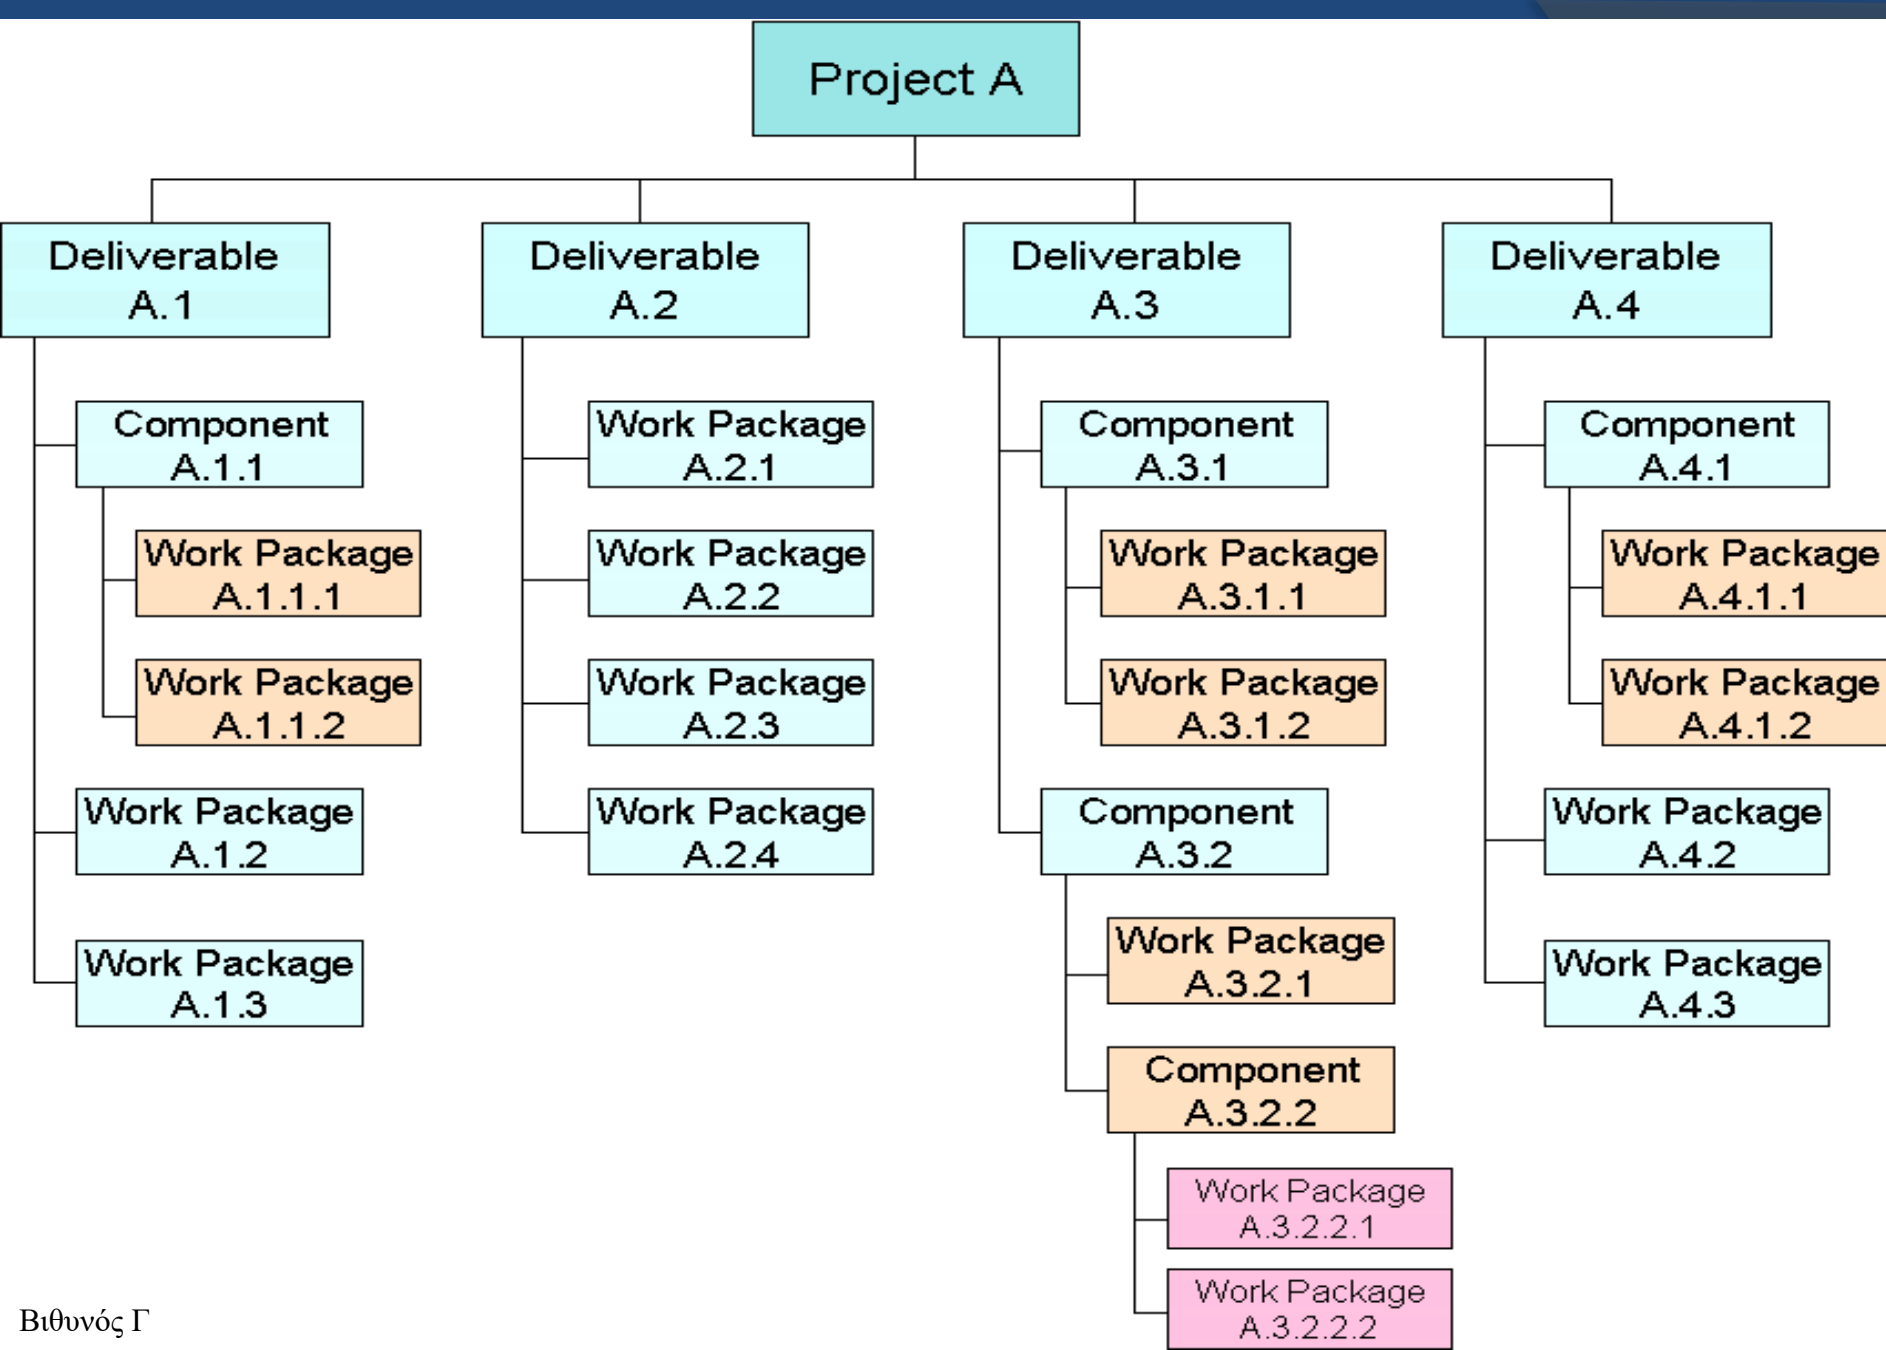 Project A
Deliverable
A.1
Component
A.1.1
Work Package
A.1.1.1
Work Package
A.1.1.2
Work Package
A.1.2
Work Package
A.1.3
Deliverable
A.2
Work Package
A.2.1
Work Package
A.2.2
Work Package
A.2.3
Work Package
A.2.4
Deliverable
A.3
Component
A.3.1
Work Package
A.3.1.1
Work Package
A.3.1.2
Component
A.3.2
Work Package
A.3.2.1
Component
A.3.2.2
Work Package
A.3.2.2.1
Work Package
A.3.2.2.2
Deliverable
A.4
Component
A.4.1
Work Package
A.4.1.1
Work Package
A.4.1.2
Work Package
A.4.2
Work Package
A.4.3
Βιθυνός Γ